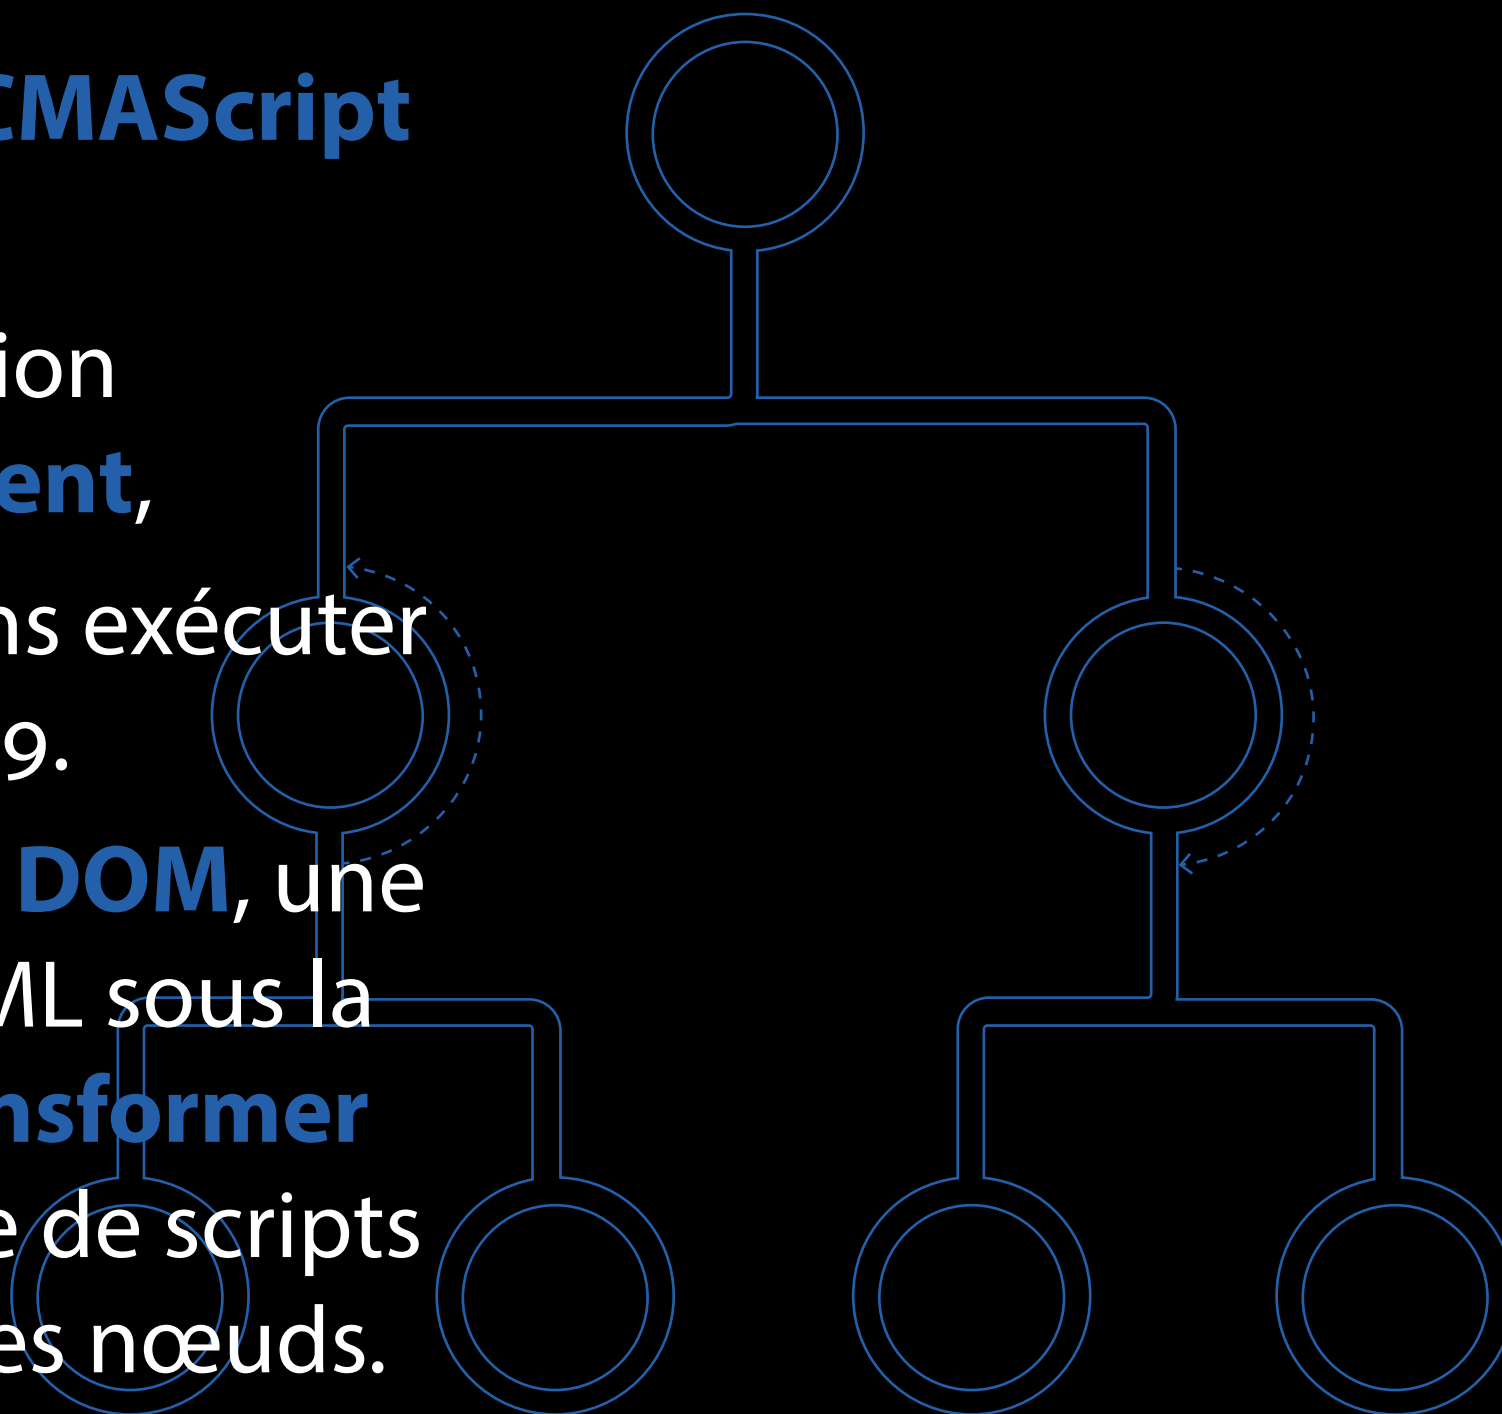 CMAScript
ion
ent,
ns exécuter
9.
DOM, une
ML sous la
nsformer
e de scripts
es nœuds.